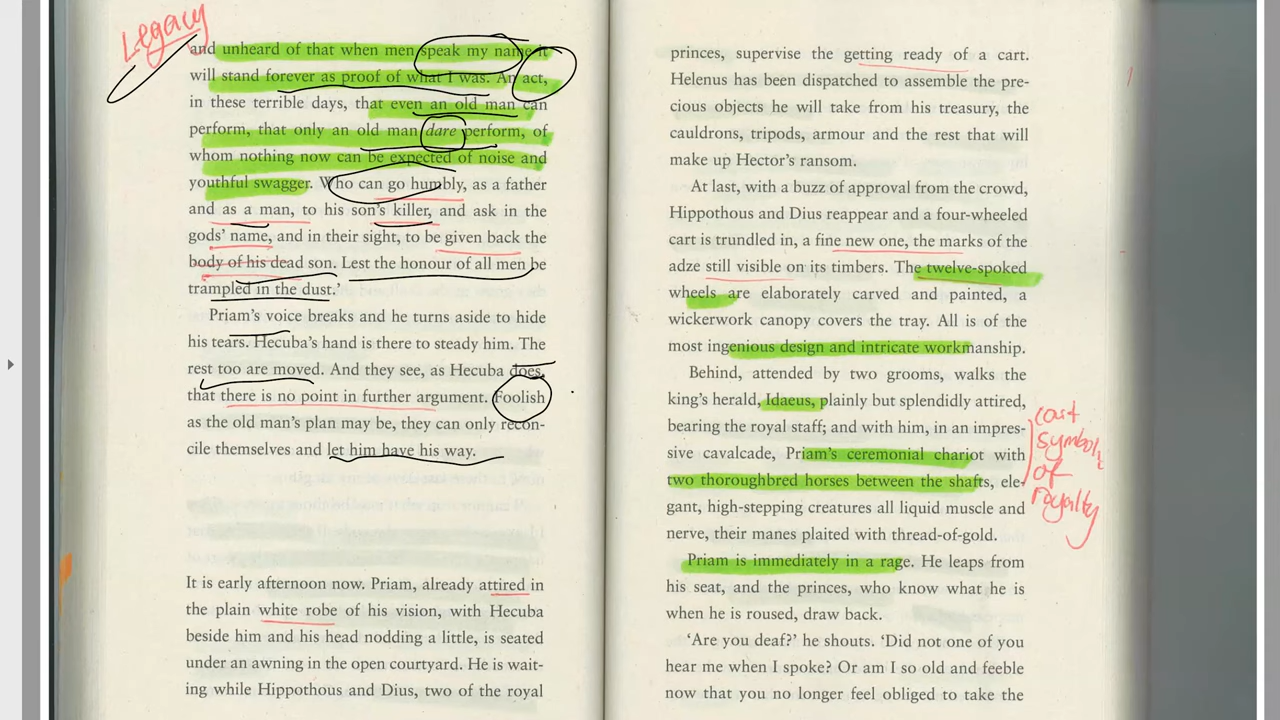 Legacy
and unheard of that when men speak my name it
will stand forever as proof of what I was. An act,
in these terrible days, that even an old man can
perform, that only an old man dare perform, of
whom nothing now can be expected of noise and
youthful swagger. Who can go humbly, as a father
and as a man, to his son's killer, and ask in the
gods' name, and in their sight, to be given back the
body of his dead son. Lest the honour of all men be
trampled in the dust.'
Priam's voice breaks and he turns aside to hide
his tears. Hecuba's hand is there to steady him. The
rest too are moved. And they see, as Hecuba does,
that there is no point in further argument. Foolish
as the old man's plan may be, they can only recon-
cile themselves and let him have his way.
It is early afternoon now. Priam, already attired in
the plain white robe of his vision, with Hecuba
beside him and his head nodding a little, is seated
under an awning in the open courtyard. He is wait-
ing while Hippothous and Dius, two of the royal
princes, supervise the getting ready of a cart.
Helenus has been dispatched to assemble the pre-
cious objects he will take from his treasury, the
cauldrons, tripods, armour and the rest that will
make up Hector's ransom.
At last, with a buzz of approval from the crowd,
Hippothous and Dius reappear and a four-wheeled
cart is trundled in, a fine new one, the marks of the
adze still visible on its timbers. The twelve-spoked
wheels are elaborately carved and painted, a
wickerwork canopy covers the tray. All is of the
most ingenious design and intricate workmanship.
Behind, attended by two grooms, walks the
king's herald, Idaeus, plainly but splendidly attired,
bearing the royal staff; and with him, in an impres-
sive cavalcade, Priam's ceremonial chariot with
two thoroughbred horses between the shafts, ele-
gant, high-stepping creatures all liquid muscle and
nerve, their manes plaited with thread-of-gold.
Priam is immediately in a rage. He leaps from
his seat, and the princes, who know what he is
when he is roused, draw back.
'Are you deaf?' he shouts. 'Did not one of you
hear me when I spoke? Or am I so old and feeble
now that you no longer feel obliged to take the
cart
symbol
of
royalty